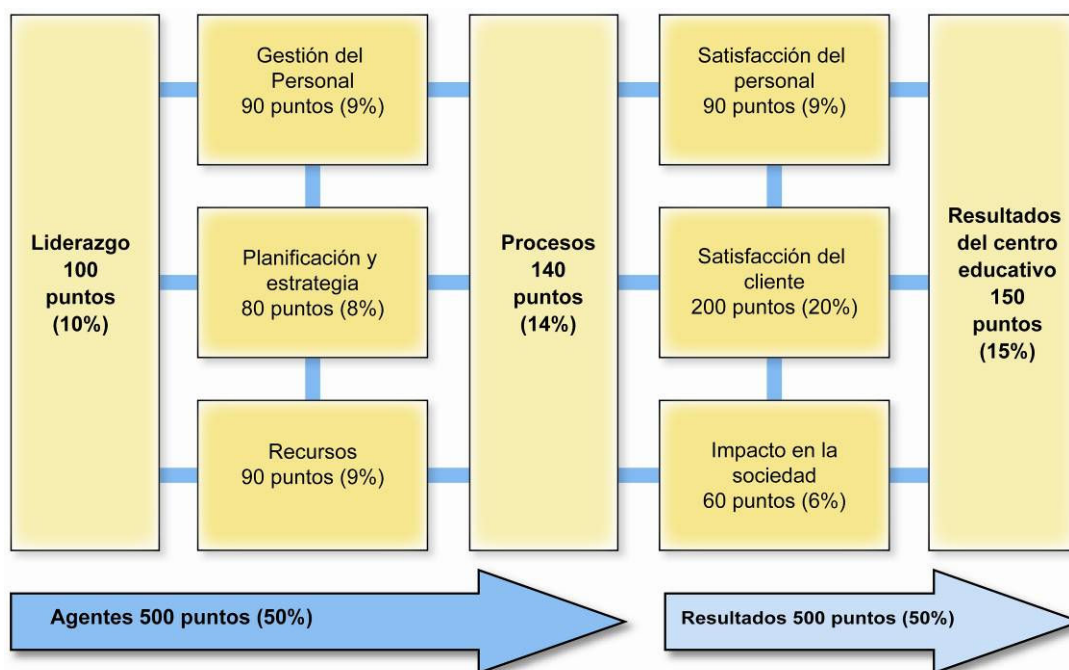 Liderazgo
100
puntos
(10%)
Gestión del
Personal
90 puntos (9%)
Planificación y
estrategia
80 puntos (8%)
Recursos
90 puntos (9%)
Procesos
140
puntos
(14%)
Satisfacción del
personal
90 puntos (9%)
Satisfacción del
cliente
200 puntos (20%)
Impacto en la
sociedad
60 puntos (6%)
Resultados
del centro
educativo
150
puntos
(15%)
Agentes 500 puntos (50%)
Resultados 500 puntos (50%)